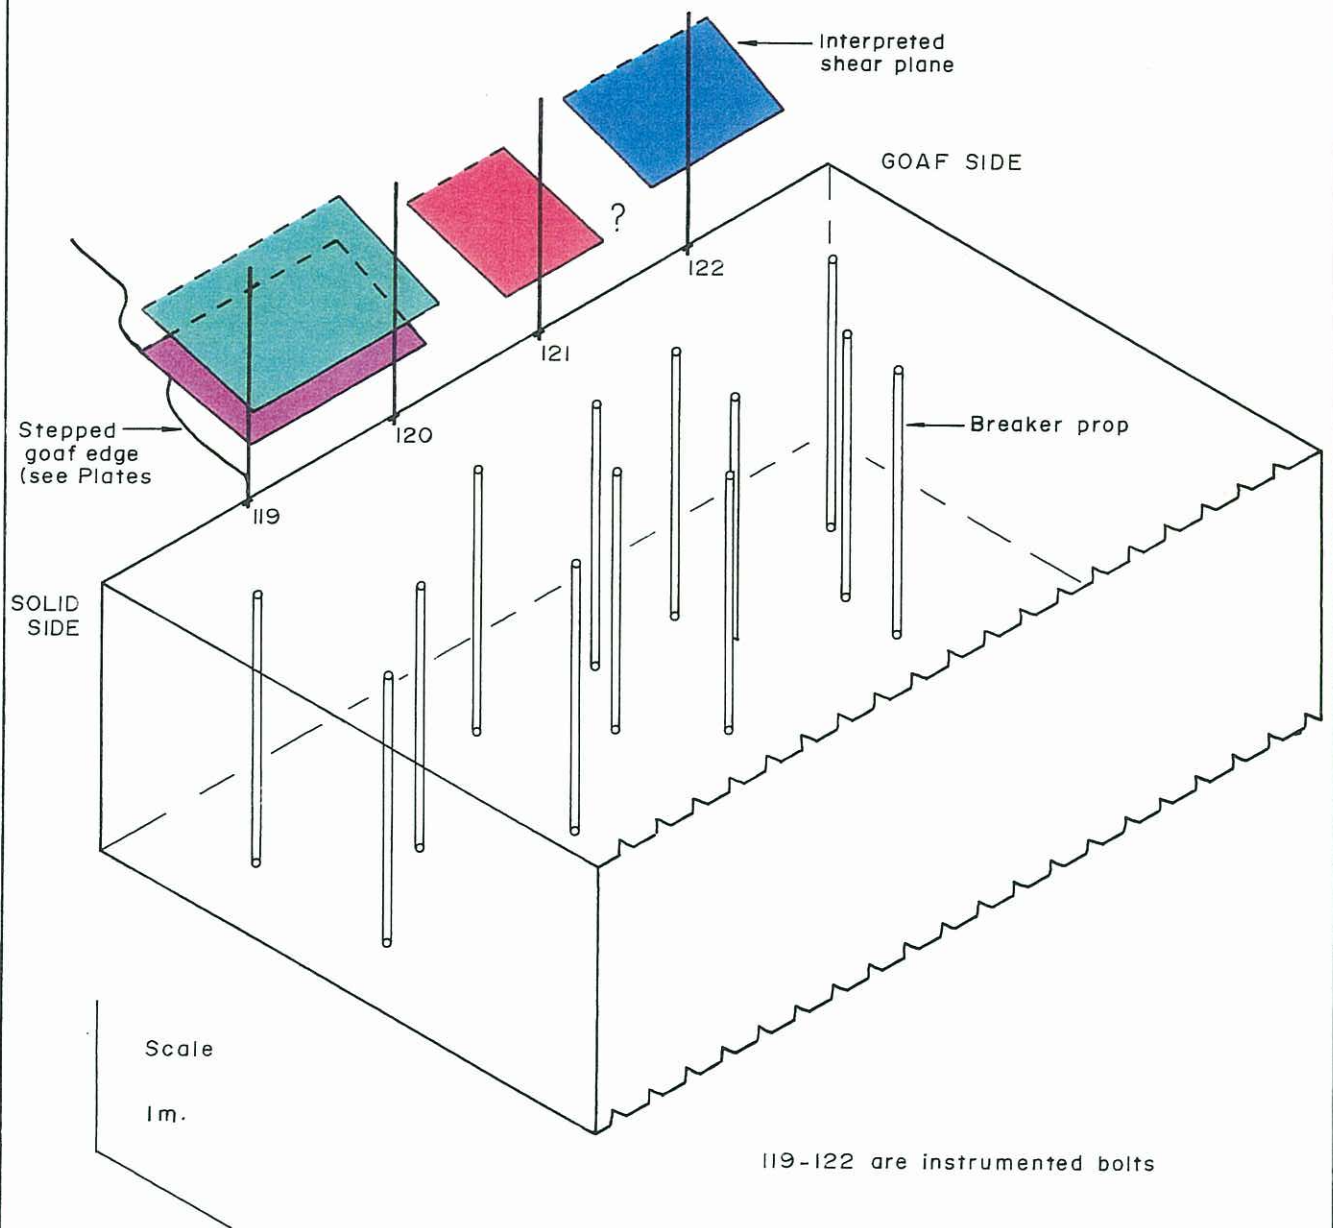 Interpreted
shear plane
GOAF SIDE
?
122
121
120
119
Stepped
goaf edge
(see Plates
Breaker prop
SOLID
SIDE
Scale
1m.
119-122 are instrumented bolts